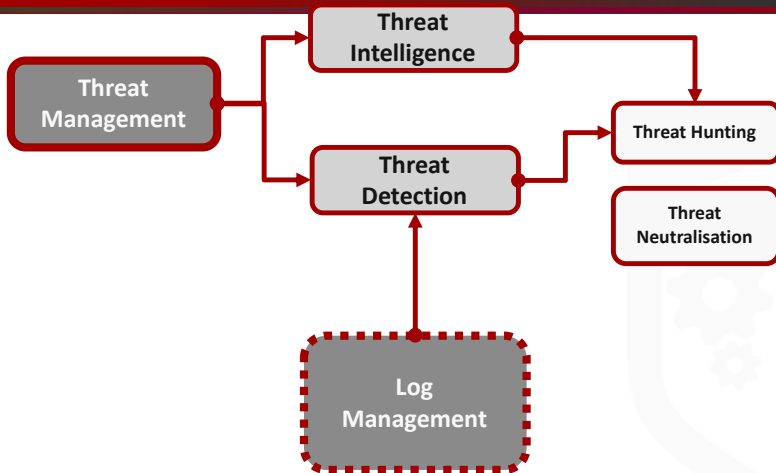 Threat
Intelligence
Threat
Management
Threat Hunting
Threat
Detection
Threat
Neutralisation
Log
Management